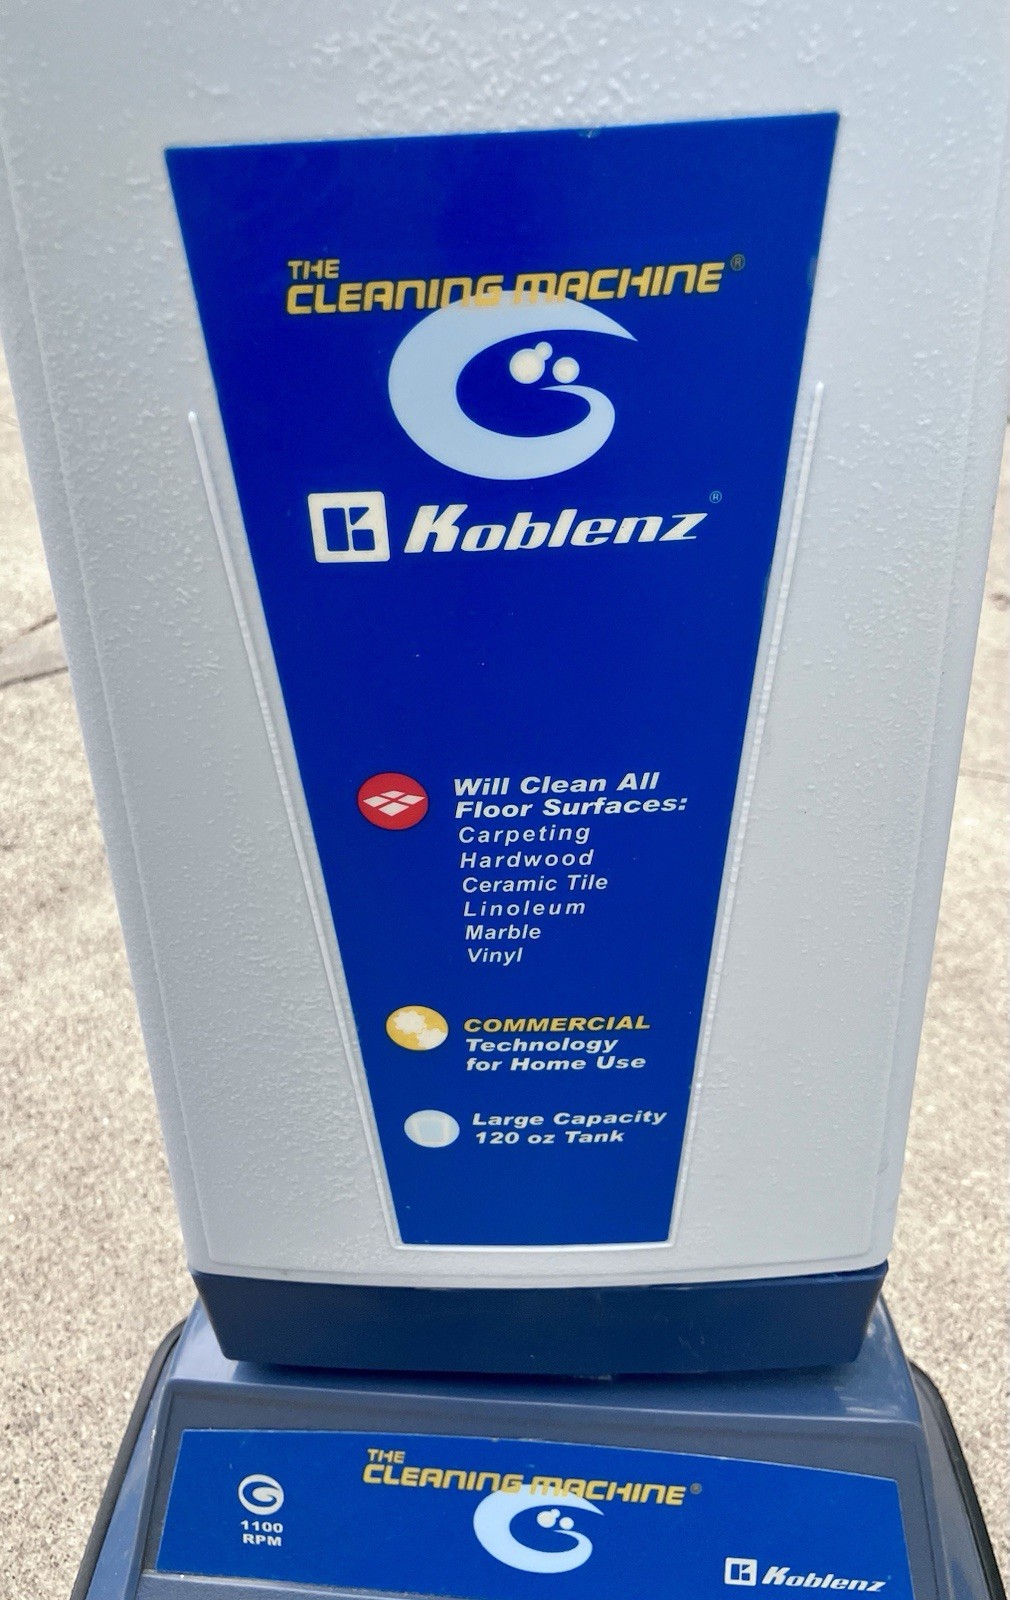 THE
CLEANING MACHINE®
K Koblenz®
Will Clean All
Floor Surfaces:
Carpeting
Hardwood
Ceramic Tile
Linoleum
Marble
Vinyl
COMMERCIAL
Technology
for Home Use
Large Capacity
120 oz Tank
THE
CLEANING MACHINE®
1100
RPM
K Koblenz